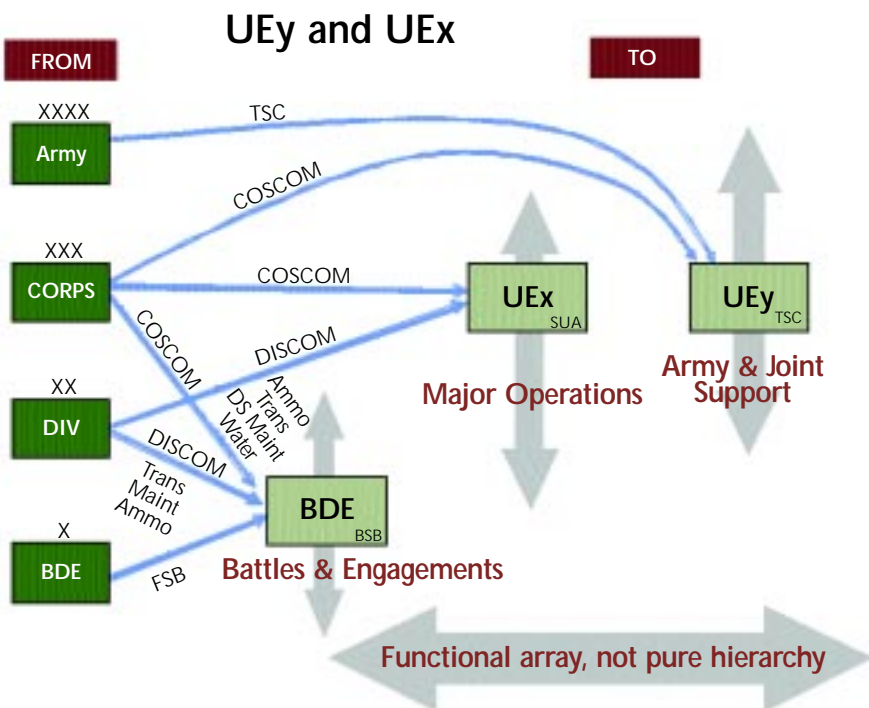 UEy and UEx
FROM
TO
XXXX
Army
TSC
COSCOM
XXX
CORPS
COSCOM
UEx
SUA
UEy
TSC
COSCOM
DISCOM
Major Operations
Army & Joint
Support
XX
DIV
Ammo
Trans
DS Maint
Water
DISCOM
Trans
Maint
Ammo
BDE
BSB
X
BDE
FSB
Battles & Engagements
Functional array, not pure hierarchy